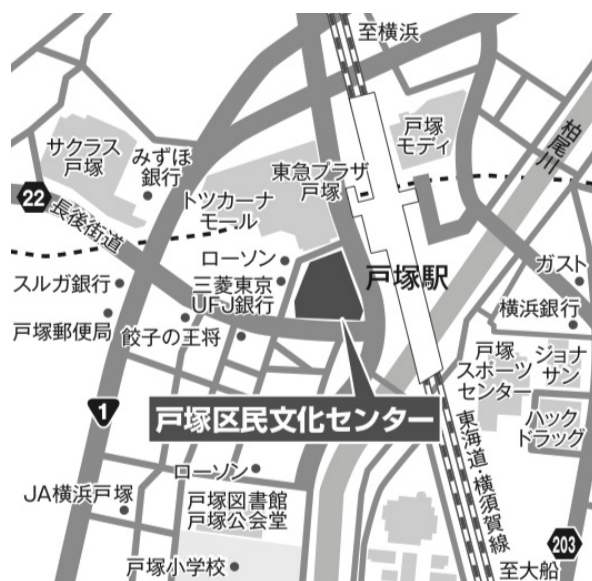 至横浜
戸塚
モディ
柏尾川
サクラス
戸塚
みずほ
銀行
東急プラザ
戸塚
トツカーナ
モール
22
長後街道
ローソン
三菱東京
UFJ銀行
戸塚駅
ガスト
スルガ銀行
横浜銀行
戸塚郵便局
餃子の王将
戸塚
スポーツ
センター
ジョナ
サン
1
戸塚区民文化センター
ハック
ドラッグ
東海道・横須賀線
ローソン
JA横浜戸塚
戸塚図書館
戸塚公会堂
203
戸塚小学校
至大船